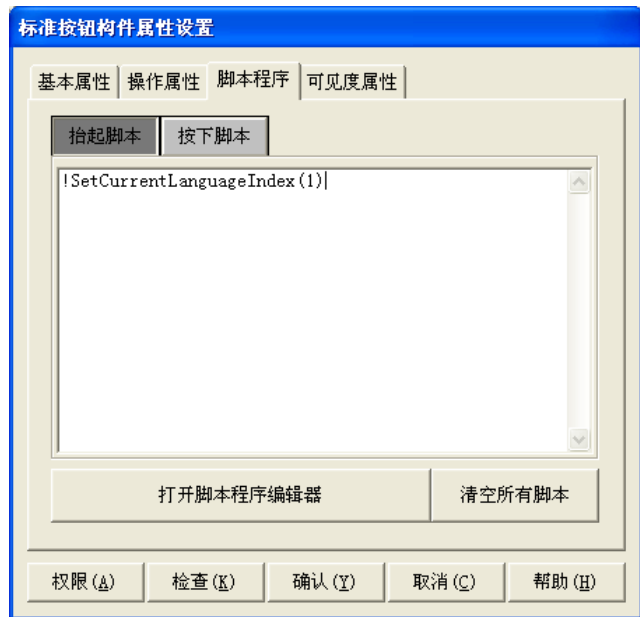 标准按钮构件属性设置
基本属性 操作属性 脚本程序 可见度属性
抬起脚本 按下脚本
!SetCurrentLanguageIndex(1)
打开脚本程序编辑器 清空所有脚本
权限(A) 检查(K) 确认(Y) 取消(C) 帮助(H)